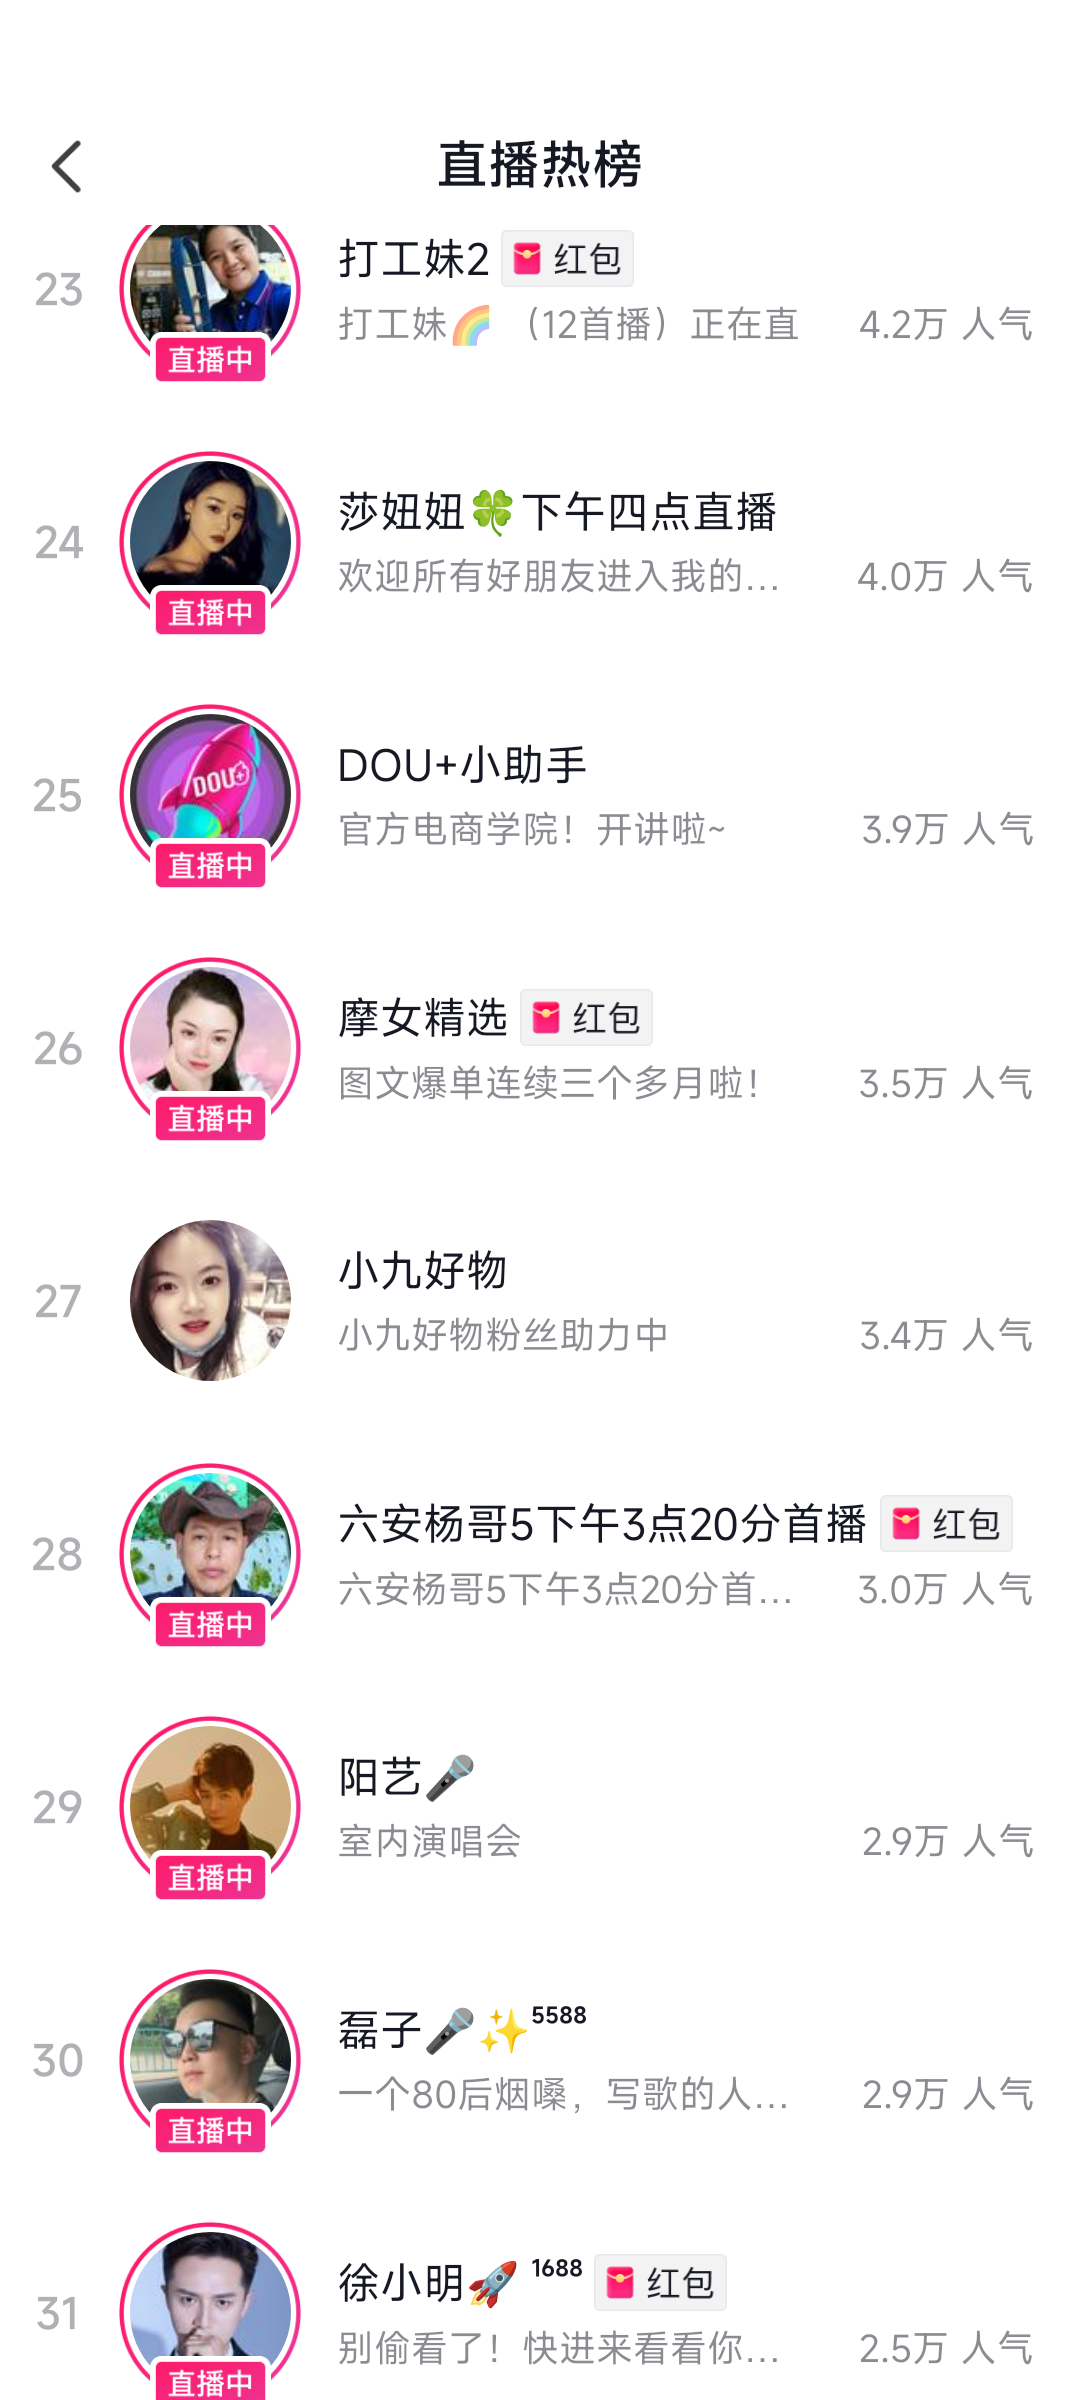 直播热榜
23
打工妹2 红包
打工妹🌈 （12首播）正在直 4.2万 人气
直播中
24
莎妞妞🍀下午四点直播
欢迎所有好朋友进入我的... 4.0万 人气
直播中
25
DOU+
DOU+小助手
官方电商学院！开讲啦~ 3.9万 人气
直播中
26
摩女精选 红包
图文爆单连续三个多月啦！ 3.5万 人气
直播中
27
小九好物
小九好物粉丝助力中 3.4万 人气
28
六安杨哥5下午3点20分首播 红包
六安杨哥5下午3点20分首... 3.0万 人气
直播中
29
阳艺🎤
室内演唱会 2.9万 人气
直播中
30
磊子🎤✨5588
一个80后烟嗓，写歌的人... 2.9万 人气
直播中
31
徐小明🚀1688 红包
别偷看了！快进来看看你... 2.5万 人气
直播中